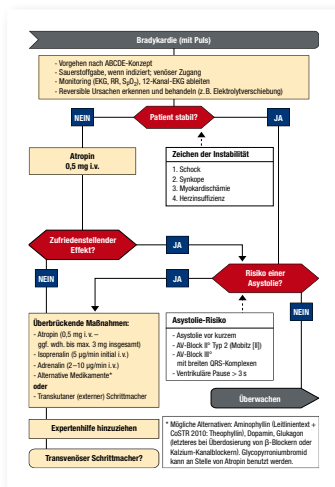 Bradykardie (mit Puls)
- Vorgehen nach ABCDE-Konzept
- Sauerstoffgabe, wenn indiziert; venöser Zugang
- Monitoring (EKG, RR, SpO2), 12-Kanal-EKG ableiten
- Reversible Ursachen erkennen und behandeln (z.B. Elektrolytverschiebung)
NEIN
Patient stabil?
JA
Atropin
0,5 mg i.v.
Zeichen der Instabilität
1. Schock
2. Synkope
3. Myokardischämie
4. Herzinsuffizienz
Zufriedenstellender
Effekt?
JA
NEIN
JA
Risiko einer
Asystolie?
NEIN
Überbrückende Maßnahmen:
- Atropin (0,5 mg i.v. –
ggf. wdh. bis max. 3 mg insgesamt)
- Isoprenalin (5 µg/min initial i.v.)
- Adrenalin (2–10 µg/min i.v.)
- Alternative Medikamente*
oder
- Transkutaner (externer) Schrittmacher
Asystolie-Risiko
- Asystolie vor kurzem
- AV-Block II° Typ 2 (Mobitz [II])
- AV-Block III°
mit breiten QRS-Komplexen
- Ventrikuläre Pause > 3 s
Überwachen
Expertenhilfe hinzuziehen
Transvenöser Schrittmacher?
* Mögliche Alternativen: Aminophyllin (Leitlinientext +
CoSTR 2010: Theophyllin), Dopamin, Glukagon
(letzteres bei Überdosierung von β-Blockern oder
Kalzium-Kanalblockern). Glycopyrroniumbromid
kann an Stelle von Atropin benutzt werden.